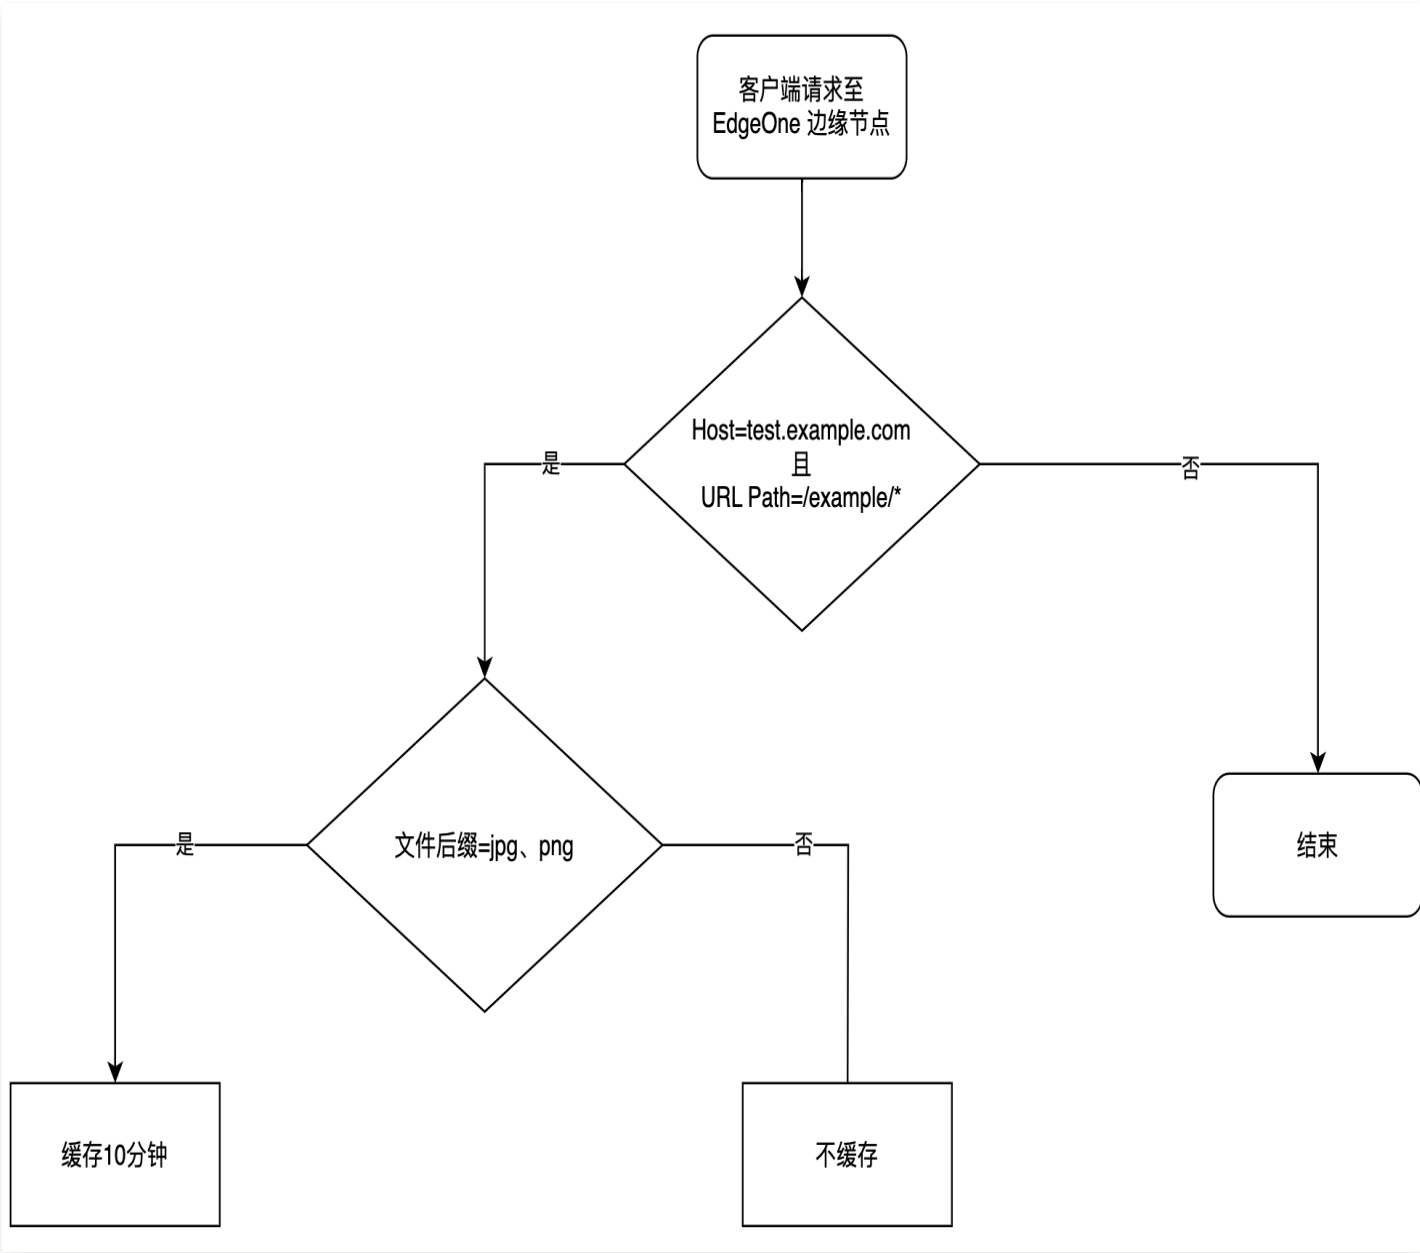 客户端请求至
EdgeOne 边缘节点
Host=test.example.com
且
URL Path=/example/*
是
否
文件后缀=jpg、png
是
否
结束
缓存10分钟
不缓存